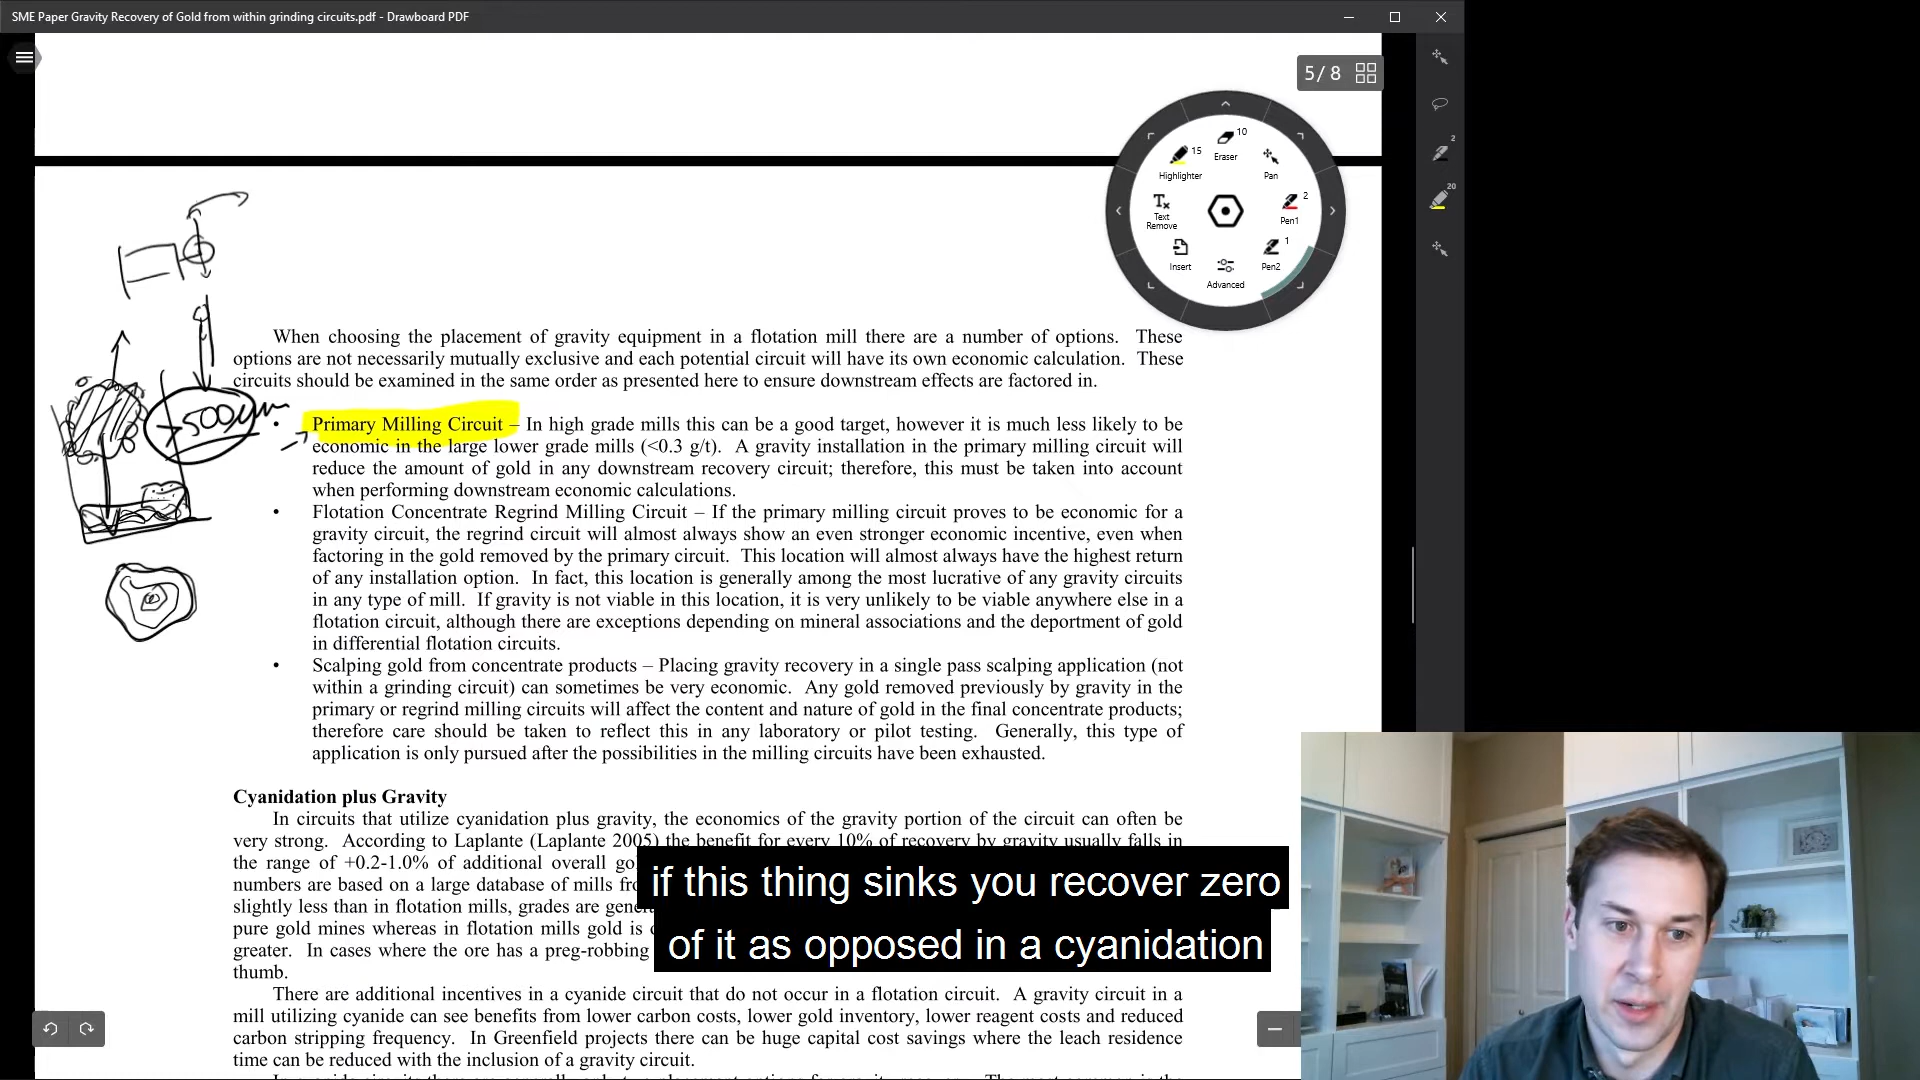 SME Paper Gravity Recovery of Gold from within grinding circuits.pdf - Drawboard PDF
5 / 8
10
Eraser
15
Highlighter
Pan
2
Text
Remove
Pen1
1
Insert
Pen2
Advanced
2
20
When choosing the placement of gravity equipment in a flotation mill there are a number of options. These
options are not necessarily mutually exclusive and each potential circuit will have its own economic calculation. These
circuits should be examined in the same order as presented here to ensure downstream effects are factored in.
>500µm
• Primary Milling Circuit – In high grade mills this can be a good target, however it is much less likely to be
economic in the large lower grade mills (<0.3 g/t). A gravity installation in the primary milling circuit will
reduce the amount of gold in any downstream recovery circuit; therefore, this must be taken into account
when performing downstream economic calculations.
• Flotation Concentrate Regrind Milling Circuit – If the primary milling circuit proves to be economic for a
gravity circuit, the regrind circuit will almost always show an even stronger economic incentive, even when
factoring in the gold removed by the primary circuit. This location will almost always have the highest return
of any installation option. In fact, this location is generally among the most lucrative of any gravity circuits
in any type of mill. If gravity is not viable in this location, it is very unlikely to be viable anywhere else in a
flotation circuit, although there are exceptions depending on mineral associations and the department of gold
in differential flotation circuits.
• Scalping gold from concentrate products – Placing gravity recovery in a single pass scalping application (not
within a grinding circuit) can sometimes be very economic. Any gold removed previously by gravity in the
primary or regrind milling circuits will affect the content and nature of gold in the final concentrate products;
therefore care should be taken to reflect this in any laboratory or pilot testing. Generally, this type of
application is only pursued after the possibilities in the milling circuits have been exhausted.
Cyanidation plus Gravity
In circuits that utilize cyanidation plus gravity, the economics of the gravity portion of the circuit can often be
very strong. According to Laplante (Laplante 2005) the benefit for every 10% of recovery by gravity usually falls in
the range of +0.2-1.0% of additional overall
numbers are based on a large database of mills
slightly less than in flotation mills, grades are
pure gold mines whereas in flotation mills gold is
greater. In cases where the ore has a preg-robbing
thumb.
if this thing sinks you recover zero
of it as opposed in a cyanidation
There are additional incentives in a cyanide circuit that do not occur in a flotation circuit. A gravity circuit in a
mill utilizing cyanide can see benefits from lower carbon costs, lower gold inventory, lower reagent costs and reduced
carbon stripping frequency. In Greenfield projects there can be huge capital cost savings where the leach residence
time can be reduced with the inclusion of a gravity circuit.